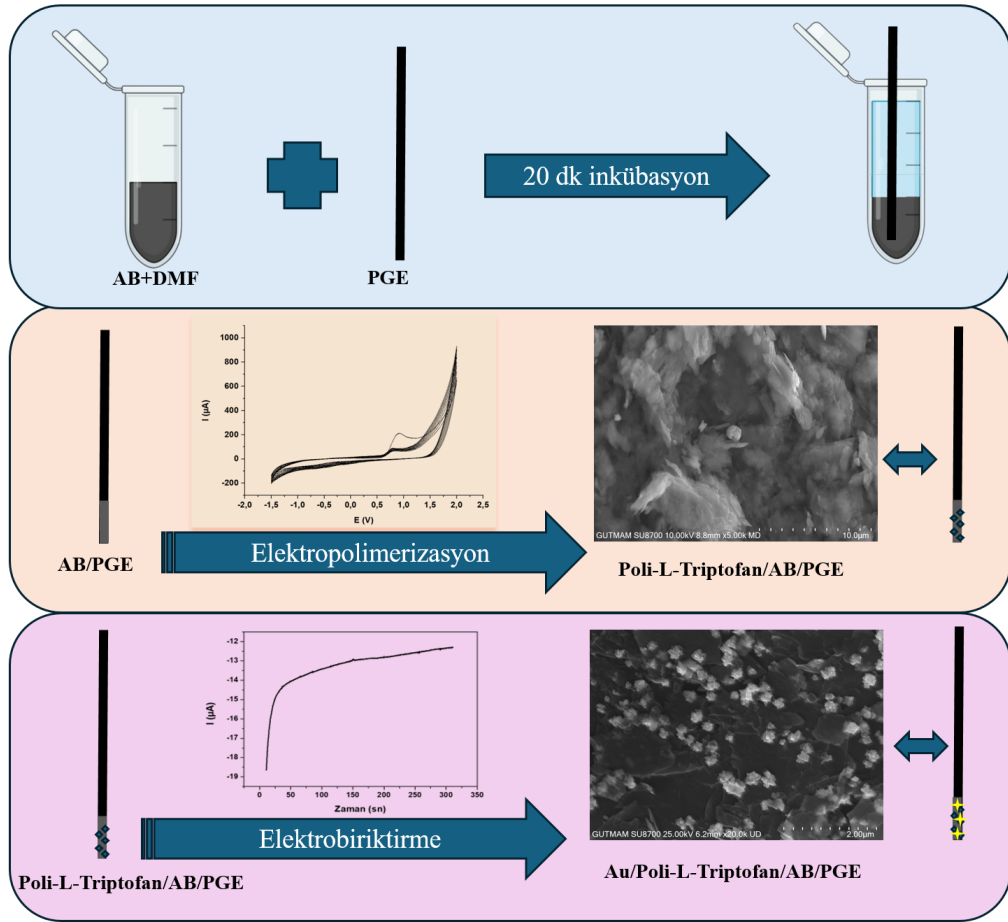 20 dk inkübasyon
AB+DMF
PGE
1000
800
600
400
200
0
-200
I (µA)
-2,0 -1,5 -1,0 -0,5 0,0 0,5 1,0 1,5 2,0 2,5
E (V)
GUTMAM SU8700 10.00kV 8.8mm x5.00k MD 10.0µm
AB/PGE
Elektropolimerizasyon
Poli-L-Triptofan/AB/PGE
-12
-13
-14
-15
-16
-17
-18
-19
I (µA)
0 50 100 150 200 250 300 350
Zaman (sn)
GUTMAM SU8700 25.00kV 6.2mm x20.0k UD 2.00µm
Elektrobiriktirme
Poli-L-Triptofan/AB/PGE
Au/Poli-L-Triptofan/AB/PGE